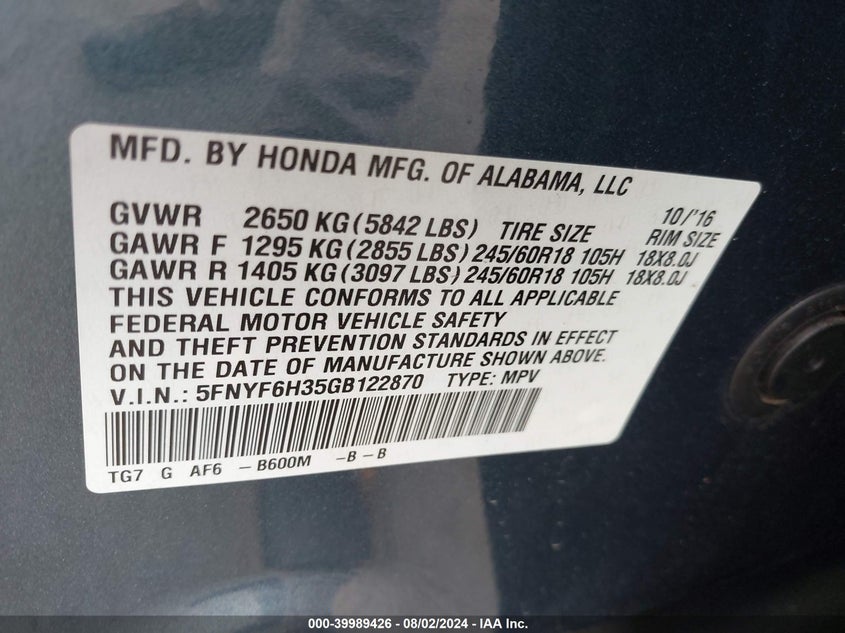 MFD. BY HONDA MFG. OF ALABAMA, LLC
10/'16
GVWR 2650 KG (5842 LBS) TIRE SIZE RIM SIZE
GAWR F 1295 KG (2855 LBS) 245/60R18 105H 18X8.0J
GAWR R 1405 KG (3097 LBS) 245/60R18 105H 18X8.0J
THIS VEHICLE CONFORMS TO ALL APPLICABLE
FEDERAL MOTOR VEHICLE SAFETY
AND THEFT PREVENTION STANDARDS IN EFFECT
ON THE DATE OF MANUFACTURE SHOWN ABOVE.
V.I.N.: 5FNYF6H35GB122870 TYPE: MPV
TG7 G AF6 - B600M -B - B
000-39989426 - 08/02/2024 - IAA Inc.